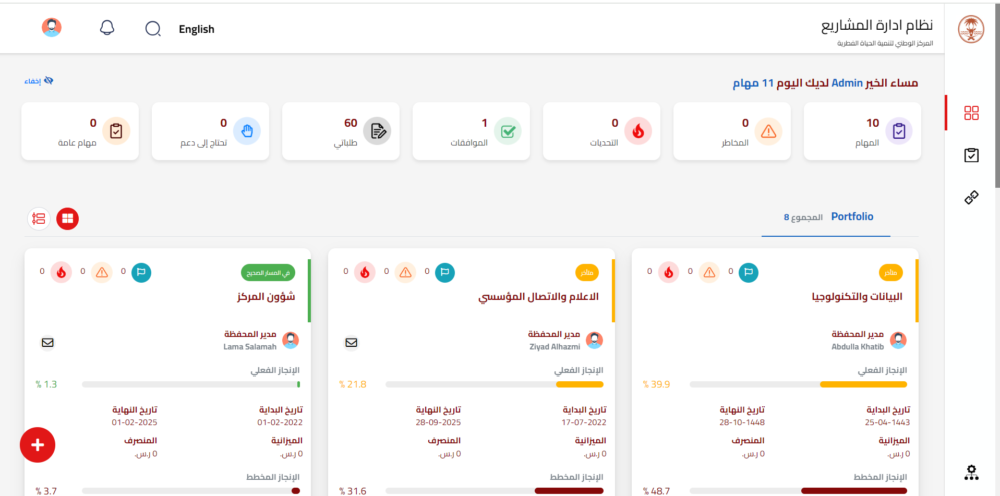 نظام ادارة المشاريع
المركز الوطني لتنمية الحياة الفطرية
English
مساء الخير Admin لديك اليوم 11 مهام
إخفاء
10
المهام
0
المخاطر
0
التحديات
1
الموافقات
60
طلباتي
0
تحتاج إلى دعم
0
مهام عامة
Portfolio المجموع 8
متأخر 0 0 0
البيانات والتكنولوجيا
مدير المحفظة
Abdulla Khatib
الإنجاز الفعلي
% 39.9
تاريخ البداية تاريخ النهاية
25-04-1443 28-10-1448
الميزانية المنصرف
0 ر.س. 0 ر.س.
الإنجاز المخطط
% 48.7
متأخر 0 0 0
الاعلام والاتصال المؤسسي
مدير المحفظة
Ziyad Alhazmi
الإنجاز الفعلي
% 21.8
تاريخ البداية تاريخ النهاية
17-07-2022 28-09-2025
الميزانية المنصرف
0 ر.س. 0 ر.س.
الإنجاز المخطط
% 31.6
في المسار الصحيح 0 0 0
شؤون المركز
مدير المحفظة
Lama Salamah
الإنجاز الفعلي
% 1.3
تاريخ البداية تاريخ النهاية
01-02-2022 01-02-2025
الميزانية المنصرف
0 ر.س. 0 ر.س.
الإنجاز المخطط
% 3.7